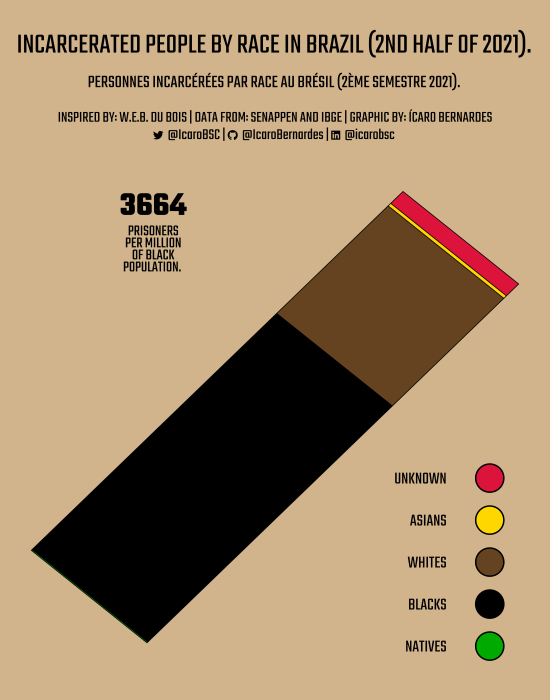 INCARCERATED PEOPLE BY RACE IN BRAZIL (2ND HALF OF 2021).
PERSONNES INCARCÉRÉES PAR RACE AU BRÉSIL (2ÈME SEMESTRE 2021).
INSPIRED BY: W.E.B. DU BOIS | DATA FROM: SENAPPEN AND IBGE | GRAPHIC BY: ÍCARO BERNARDES
@IcaroBSC | @IcaroBernardes | @icarobsc
3664
PRISONERS
PER MILLION
OF BLACK
POPULATION.
UNKNOWN
ASIANS
WHITES
BLACKS
NATIVES